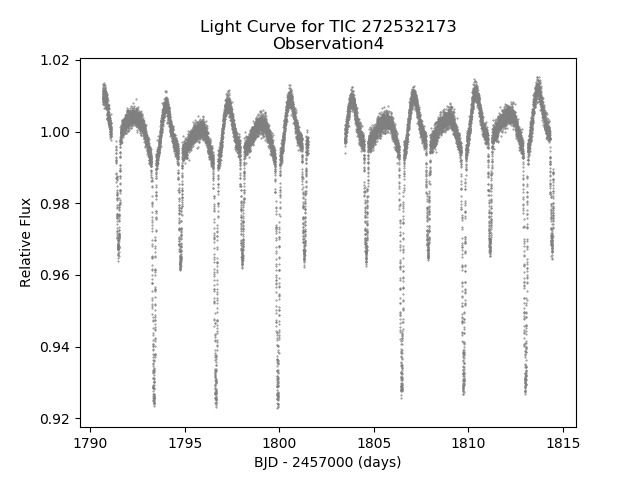 Light Curve for TIC 272532173
Observation4
1.02
1.00
0.98
0.96
0.94
0.92
Relative Flux
1790 1795 1800 1805 1810 1815
BJD - 2457000 (days)